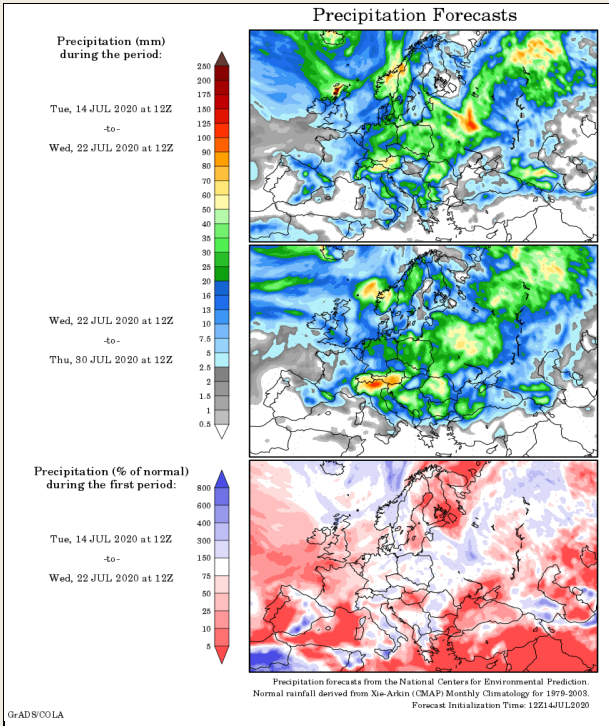 Precipitation Forecasts
Precipitation (mm)
during the period:
Tue, 14 JUL 2020 at 12Z
-to-
Wed, 22 JUL 2020 at 12Z
250
200
175
150
125
100
90
80
70
60
50
40
35
30
25
20
16
13
10
7.5
5
2.5
2
1.5
1
0.5
Wed, 22 JUL 2020 at 12Z
-to-
Thu, 30 JUL 2020 at 12Z
Precipitation (% of normal)
during the first period:
Tue, 14 JUL 2020 at 12Z
-to-
Wed, 22 JUL 2020 at 12Z
800
600
400
300
150
75
50
25
10
5
Precipitation forecasts from the National Centers for Environmental Prediction.
Normal rainfall derived from Xie-Arkin (CMAP) Monthly Climatology for 1979-2003.
Forecast Initialization Time: 12Z14JUL2020
GrADS/COLA